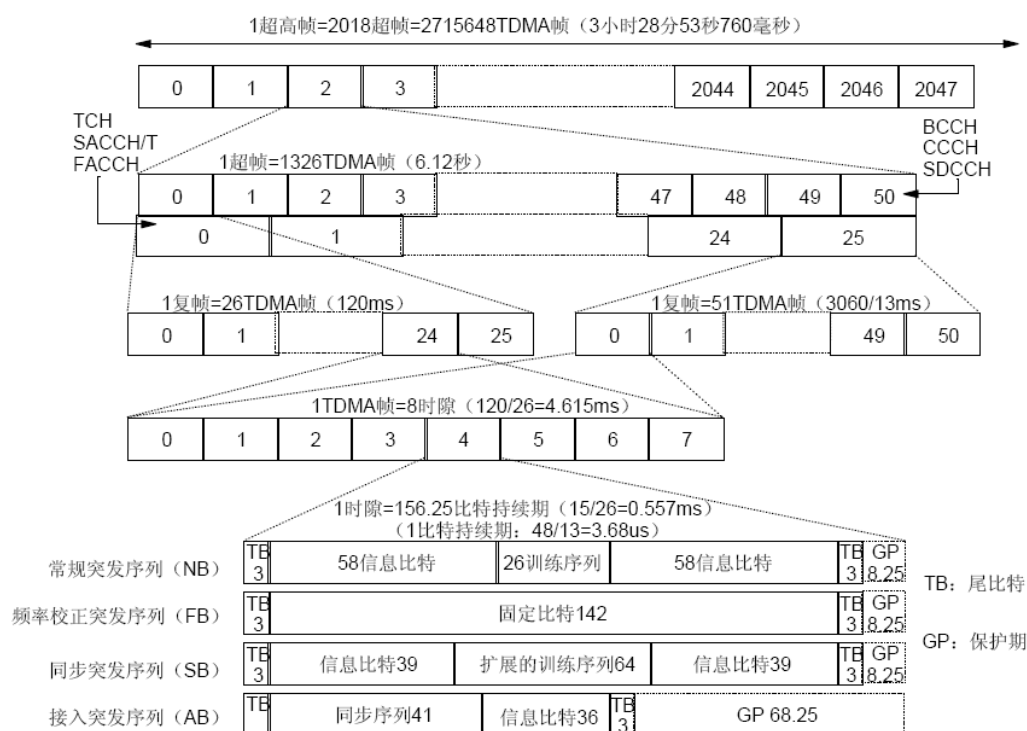 1超高帧=2018超帧=2715648TDMA帧（3小时28分53秒760毫秒）
0 1 2 3 2044 2045 2046 2047
TCH
SACCH/T
FACCH
BCCH
CCCH
SDCCH
1超帧=1326TDMA帧（6.12秒）
0 1 2 3 47 48 49 50
0 1 24 25
1复帧=26TDMA帧（120ms） 1复帧=51TDMA帧（3060/13ms）
0 1 24 25 0 1 49 50
1TDMA帧=8时隙（120/26=4.615ms）
0 1 2 3 4 5 6 7
1时隙=156.25比特持续期（15/26=0.557ms）
（1比特持续期：48/13=3.68us）
常规突发序列（NB） TB 3 58信息比特 26训练序列 58信息比特 TB 3 GP 8.25
TB：尾比特
频率校正突发序列（FB） TB 3 固定比特142 TB 3 GP 8.25
GP：保护期
同步突发序列（SB） TB 3 信息比特39 扩展的训练序列64 信息比特39 TB 3 GP 8.25
接入突发序列（AB） TB 同步序列41 信息比特36 TB 3 GP 68.25